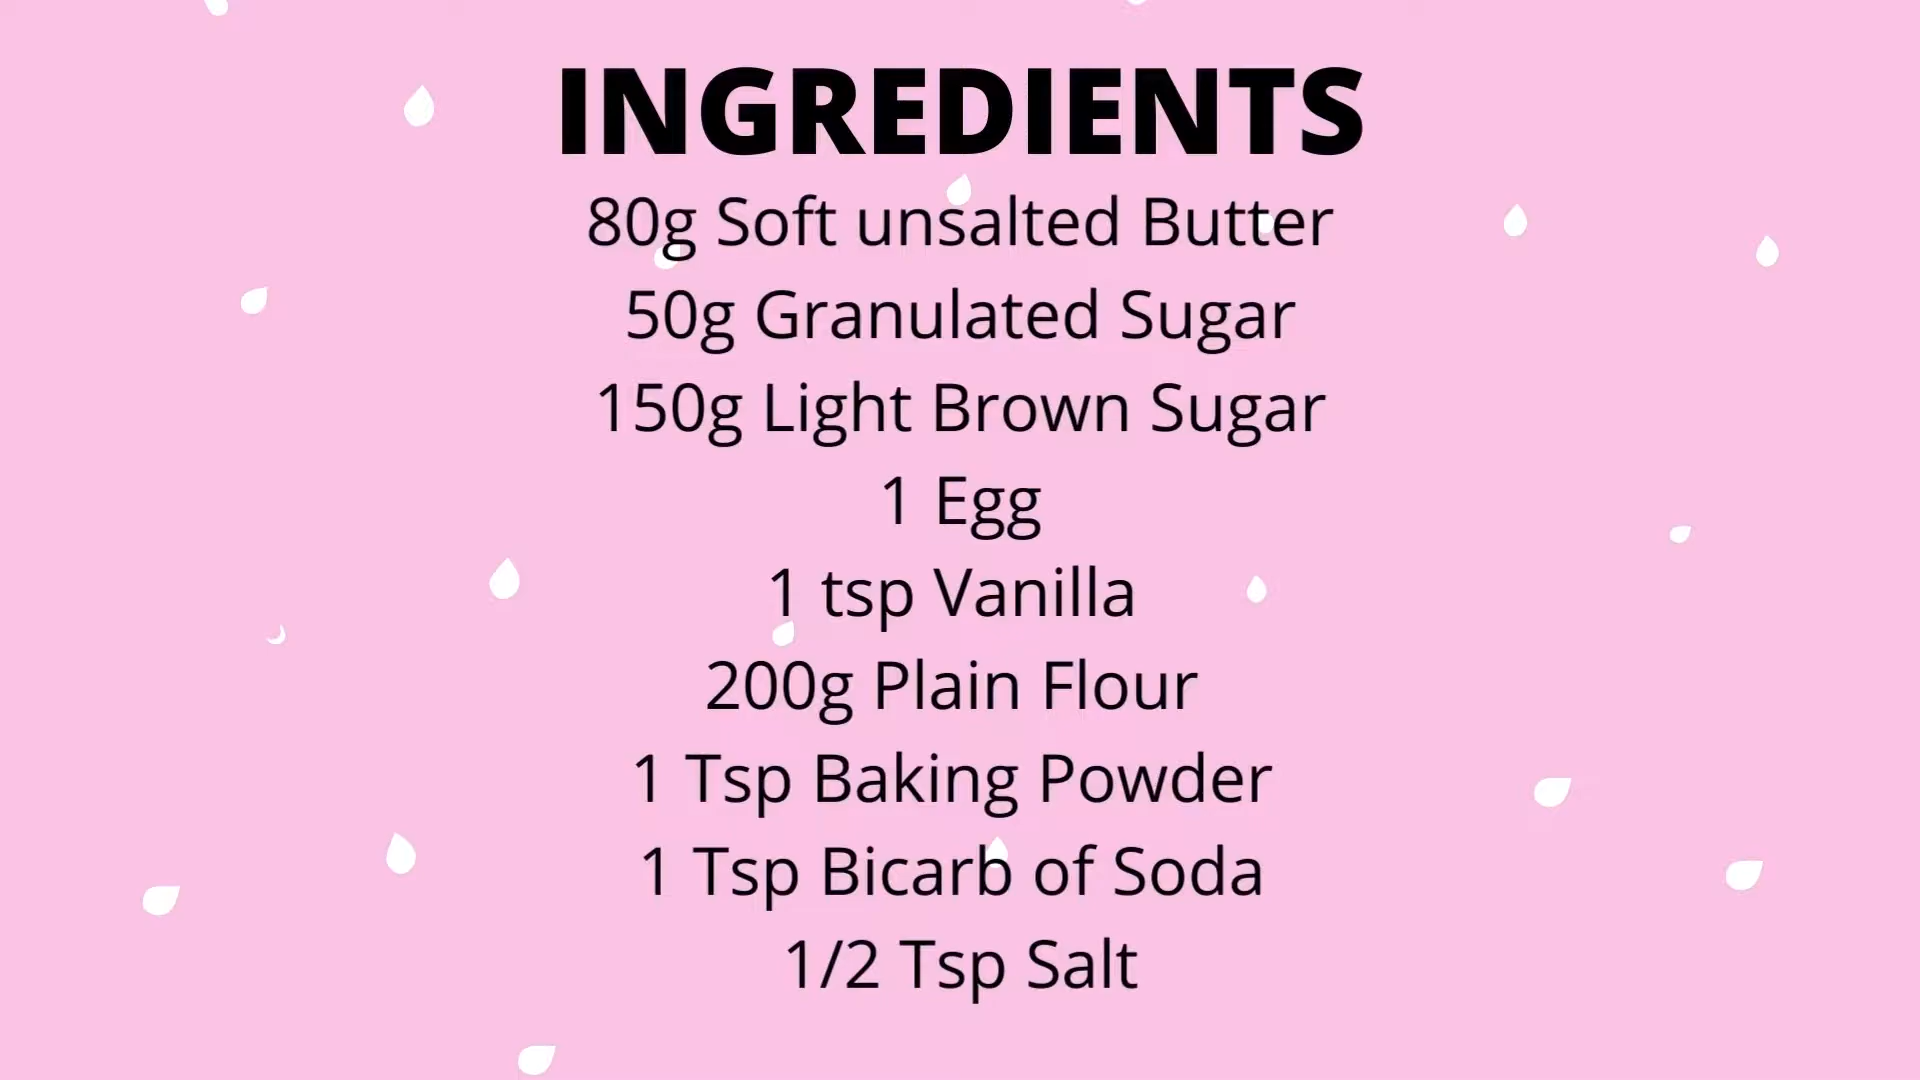 INGREDIENTS
80g Soft unsalted Butter
50g Granulated Sugar
150g Light Brown Sugar
1 Egg
1 tsp Vanilla
200g Plain Flour
1 Tsp Baking Powder
1 Tsp Bicarb of Soda
1/2 Tsp Salt